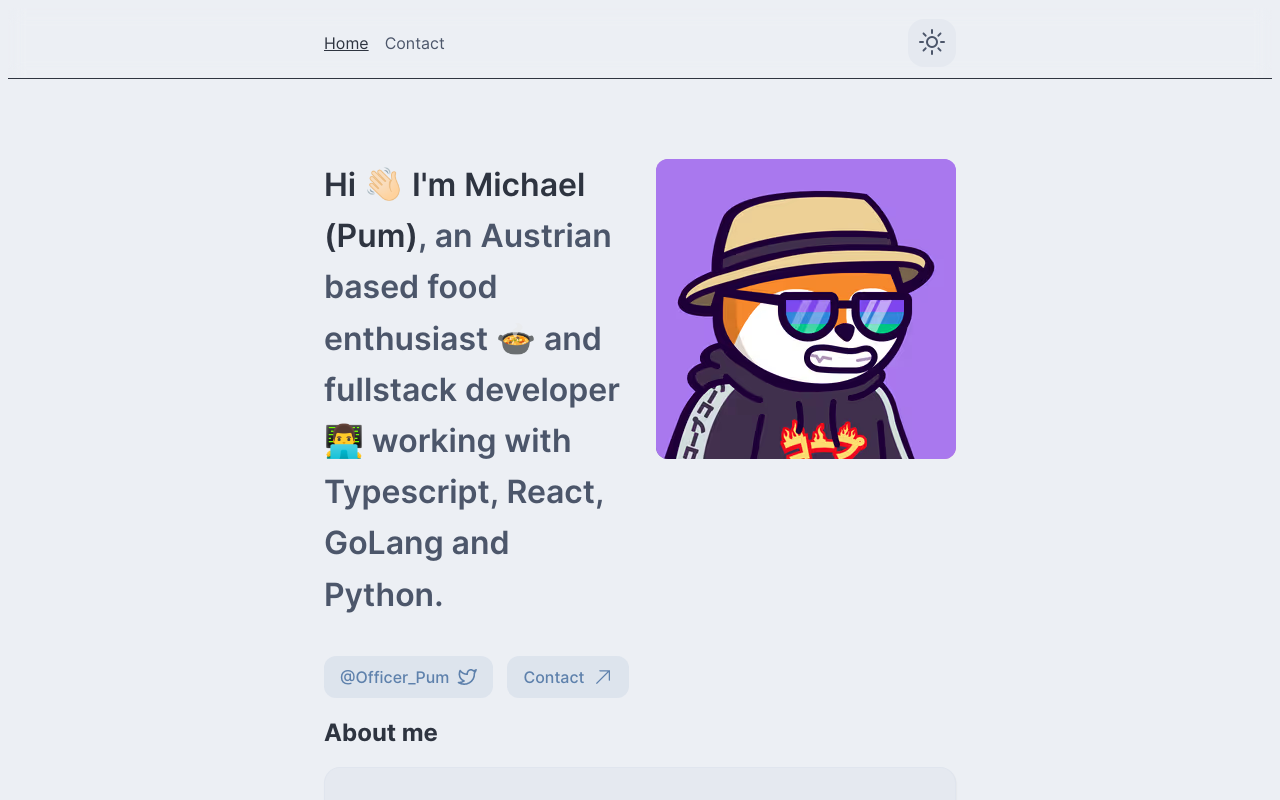 Home Contact
Hi 👋🏻 I'm Michael
(Pum), an Austrian
based food
enthusiast 🍲 and
fullstack developer
👨‍💻 working with
Typescript, React,
GoLang and
Python.
@Officer_Pum Contact
About me